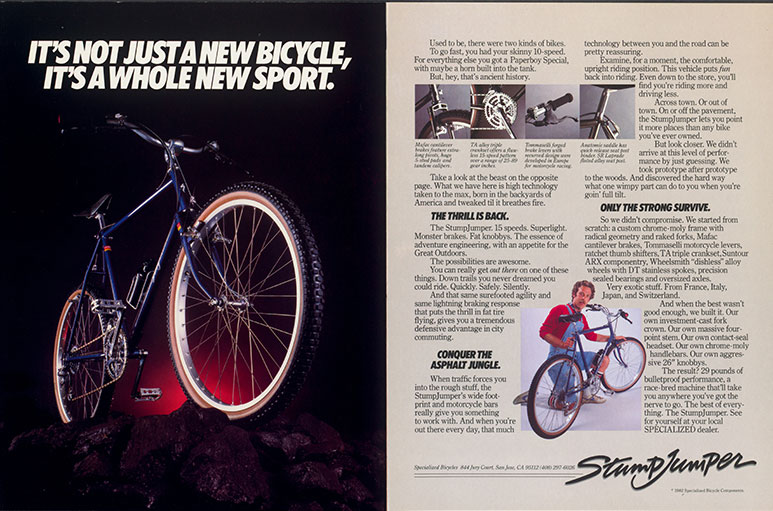 IT'S NOT JUST A NEW BICYCLE,
IT'S A WHOLE NEW SPORT.
Used to be, there were two kinds of bikes.
To go fast, you had your skinny 10-speed.
For everything else you got a Paperboy Special,
with maybe a horn built into the tank.
But, hey, that's ancient history.
Mafac cantilever
brakes feature extra
long pivots, huge
5 stud pads and
tandem calipers.
TA alloy triple
crankset offers a flaw-
less 15-speed pattern
over a range of 25-89
gear inches.
Tommaselli forged
brake levers with
reversed design were
developed in Europe
for motorcycle racing.
Anatomic saddle has
quick release seat post
binder. SR Laprade
fluted alloy seat post.
Take a look at the beast on the opposite
page. What we have here is high technology
taken to the max, born in the backyards of
America and tweaked til it breathes fire.
THE THRILL IS BACK.
The StumpJumper. 15 speeds. Superlight.
Monster brakes. Fat knobbys. The essence of
adventure engineering, with an appetite for the
Great Outdoors.
The possibilities are awesome.
You can really get out there on one of these
things. Down trails you never dreamed you
could ride. Quickly. Safely. Silently.
And that same surefooted agility and
same lightning braking response
that puts the thrill in fat tire
flying, gives you a tremendous
defensive advantage in city
commuting.
CONQUER THE
ASPHALT JUNGLE.
When traffic forces you
into the rough stuff, the
StumpJumper's wide foot-
print and motorcycle bars
really give you something
to work with. And when you're
out there every day, that much
technology between you and the road can be
pretty reassuring.
Examine, for a moment, the comfortable,
upright riding position. This vehicle puts fun
back into riding. Even down to the store, you'll
find you're riding more and
driving less.
Across town. Or out of
town. On or off the pavement,
the StumpJumper lets you point
it more places than any bike
you've ever owned.
But look closer. We didn't
arrive at this level of perfor-
mance by just guessing. We
took prototype after prototype
to the woods. And discovered the hard way
what one wimpy part can do to you when you're
goin' full tilt.
ONLY THE STRONG SURVIVE.
So we didn't compromise. We started from
scratch: a custom chrome-moly frame with
radical geometry and raked forks, Mafac
cantilever brakes, Tommaselli motorcycle levers,
ratchet thumb shifters, TA triple crankset, Suntour
ARX componentry, Wheelsmith "dishless" alloy
wheels with DT stainless spokes, precision
sealed bearings and oversized axles.
Very exotic stuff. From France, Italy,
Japan, and Switzerland.
And when the best wasn't
good enough, we built it. Our
own investment-cast fork
crown. Our own massive four-
point stem. Our own contact-seal
headset. Our own chrome-moly
handlebars. Our own aggres-
sive 26" knobbys.
The result? 29 pounds of
bulletproof performance, a
race-bred machine that'll take
you anywhere you've got the
nerve to go. The best of every-
thing. The StumpJumper. See
for yourself at your local
SPECIALIZED dealer.
Specialized Bicycles 844 Jury Court, San Jose, CA 95112 (408) 297-6026
StumpJumper
© 1982 Specialized Bicycle Components.